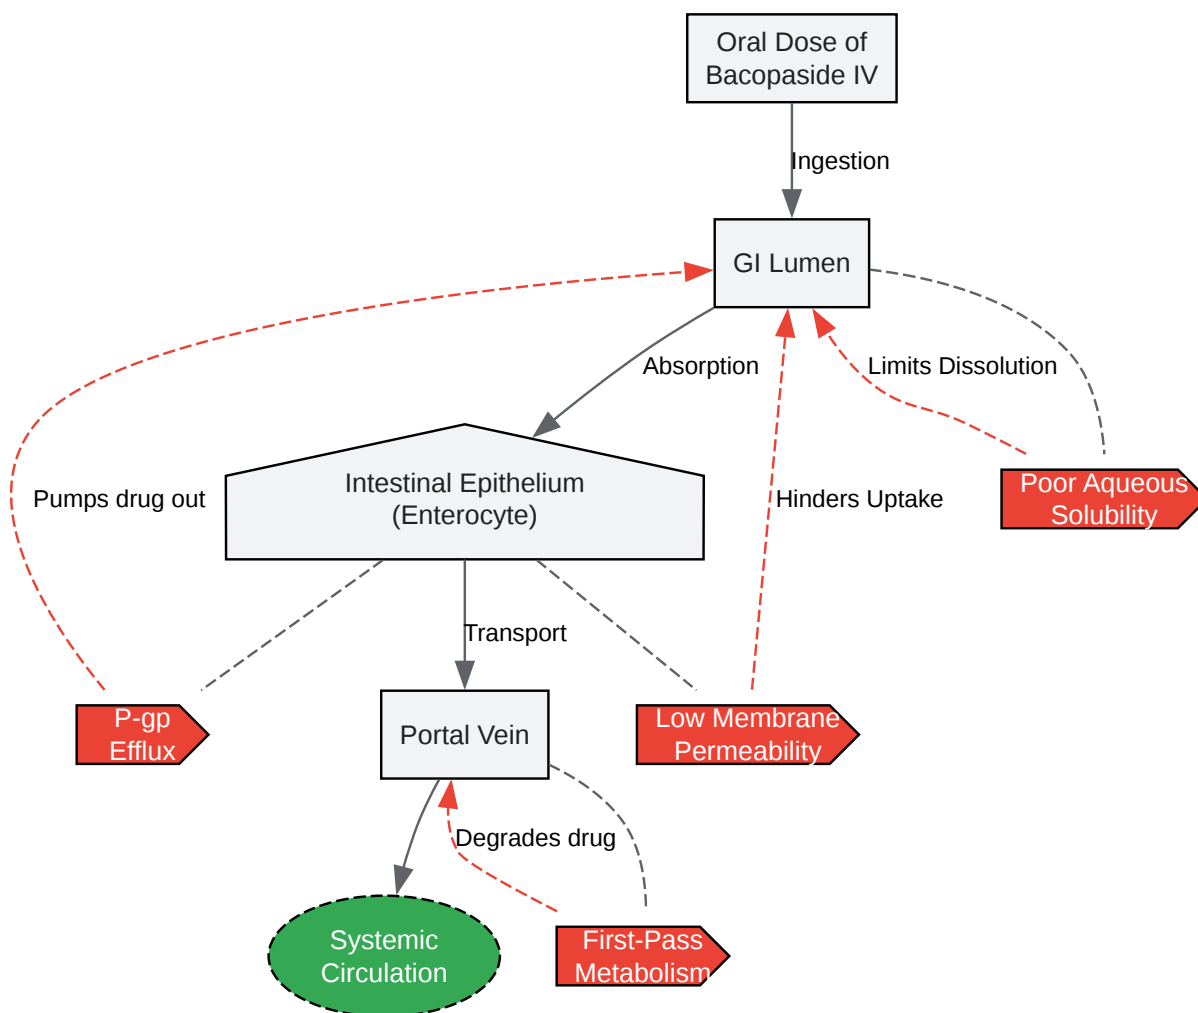 Oral Dose of
Bacopaside IV
Ingestion
GI Lumen
Absorption
Limits Dissolution
Intestinal Epithelium
(Enterocyte)
Pumps drug out
Hinders Uptake
Poor Aqueous
Solubility
Transport
P-gp
Efflux
Portal Vein
Low Membrane
Permeability
Degrades drug
Systemic
Circulation
First-Pass
Metabolism